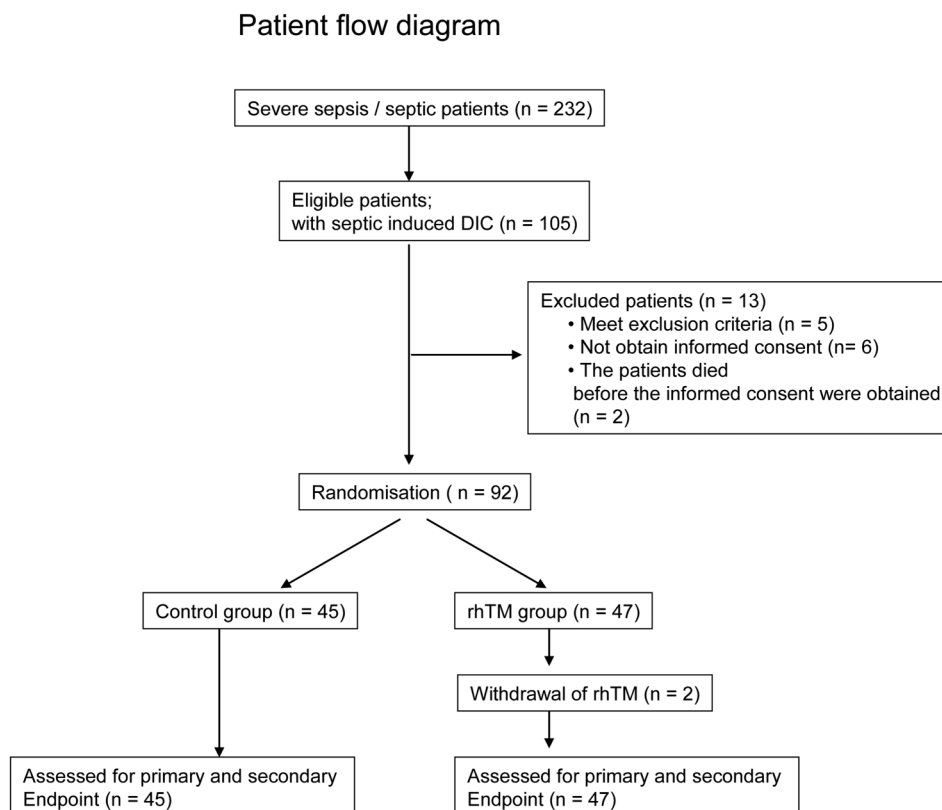 Patient flow diagram
Severe sepsis / septic patients (n = 232)
Eligible patients;
with septic induced DIC (n = 105)
Excluded patients (n = 13)
• Meet exclusion criteria (n = 5)
• Not obtain informed consent (n= 6)
• The patients died
before the informed consent were obtained
(n = 2)
Randomisation ( n = 92)
Control group (n = 45)
rhTM group (n = 47)
Withdrawal of rhTM (n = 2)
Assessed for primary and secondary
Endpoint (n = 45)
Assessed for primary and secondary
Endpoint (n = 47)